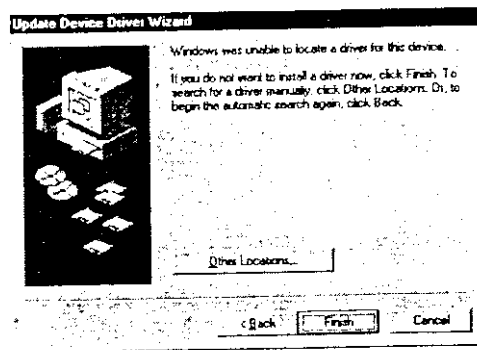 Update Device Driver Wizard
Windows was unable to locate a driver for this device.
If you do not want to install a driver now, click Finish. To
search for a driver manually, click Other Locations. Or, to
begin the automatic search again, click Back.
Other Locations...
< Back
Finish
Cancel